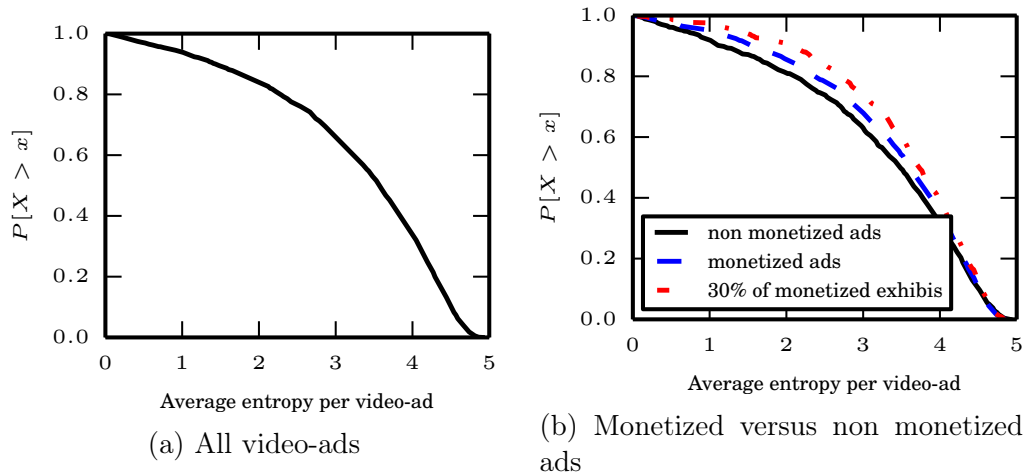 1.0
0.8
0.6
0.4
0.2
0.0
P[X > x]
0 1 2 3 4 5
Average entropy per video-ad
(a) All video-ads
1.0
0.8
0.6
0.4
0.2
0.0
P[X > x]
non monetized ads
monetized ads
30% of monetized exhibis
0 1 2 3 4 5
Average entropy per video-ad
(b) Monetized versus non monetized
ads